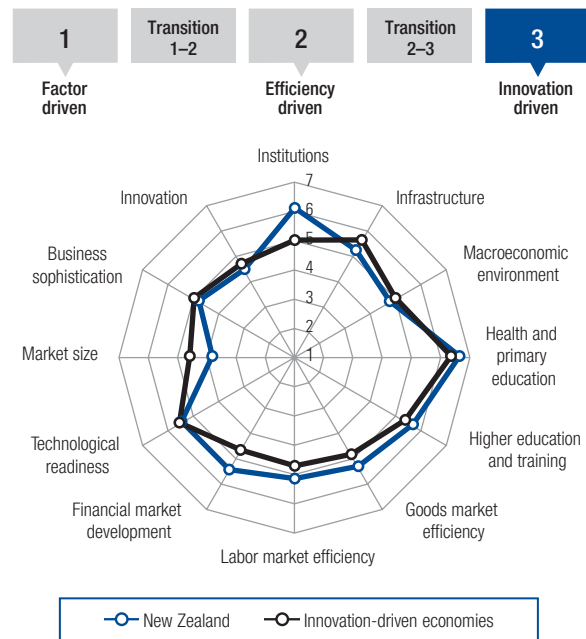 1
Transition
1–2
2
Transition
2–3
3
Factor
driven
Efficiency
driven
Innovation
driven
Institutions
7
Innovation
6
Infrastructure
5
Business
sophistication
4
Macroeconomic
environment
3
2
Market size
1
Health and
primary
education
Technological
readiness
Higher education
and training
Financial market
development
Goods market
efficiency
Labor market efficiency
New Zealand
Innovation-driven economies